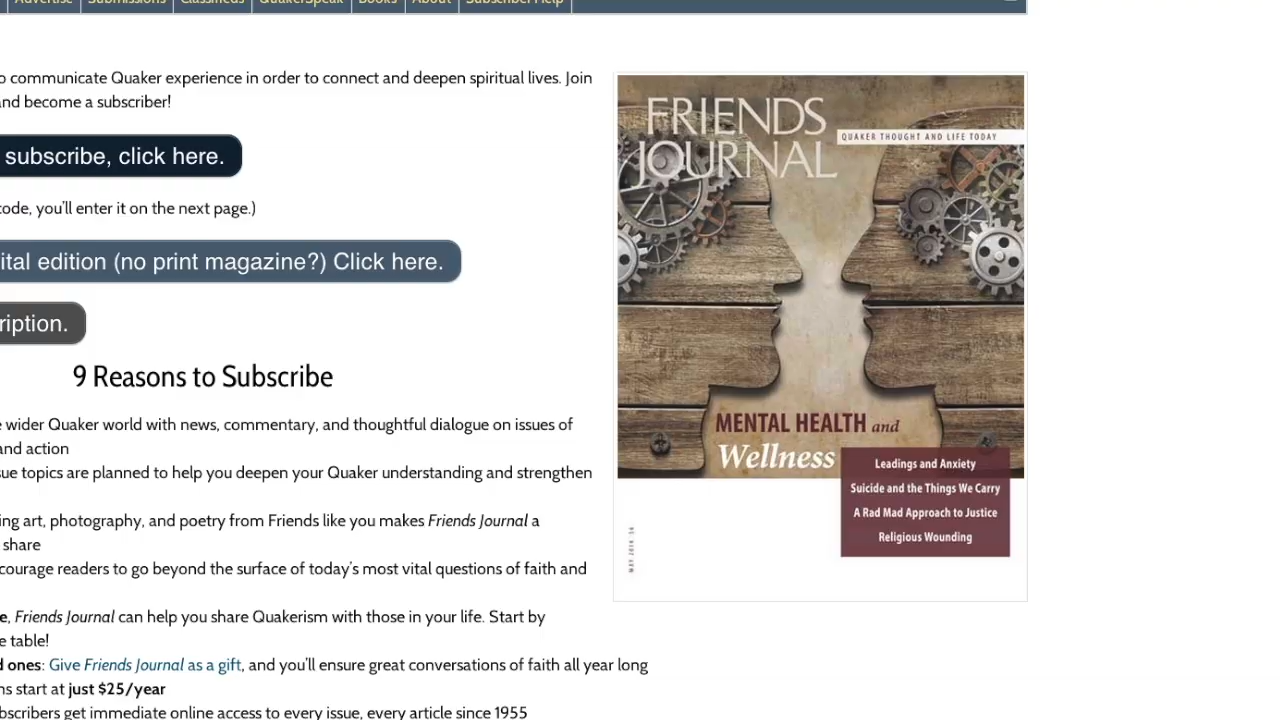 Advertise Submissions Classifieds QuakerSpeak Books About Subscriber Help
o communicate Quaker experience in order to connect and deepen spiritual lives. Join
nd become a subscriber!
subscribe, click here.
code, you'll enter it on the next page.)
ital edition (no print magazine?) Click here.
ription.
9 Reasons to Subscribe
e wider Quaker world with news, commentary, and thoughtful dialogue on issues of
and action
sue topics are planned to help you deepen your Quaker understanding and strengthen
ing art, photography, and poetry from Friends like you makes Friends Journal a
share
courage readers to go beyond the surface of today's most vital questions of faith and
e, Friends Journal can help you share Quakerism with those in your life. Start by
e table!
d ones: Give Friends Journal as a gift, and you'll ensure great conversations of faith all year long
ns start at just $25/year
bscribers get immediate online access to every issue, every article since 1955
FRIENDS
JOURNAL
QUAKER THOUGHT AND LIFE TODAY
MENTAL HEALTH and
Wellness
Leadings and Anxiety
Suicide and the Things We Carry
A Rad Mad Approach to Justice
Religious Wounding
MAY 2016